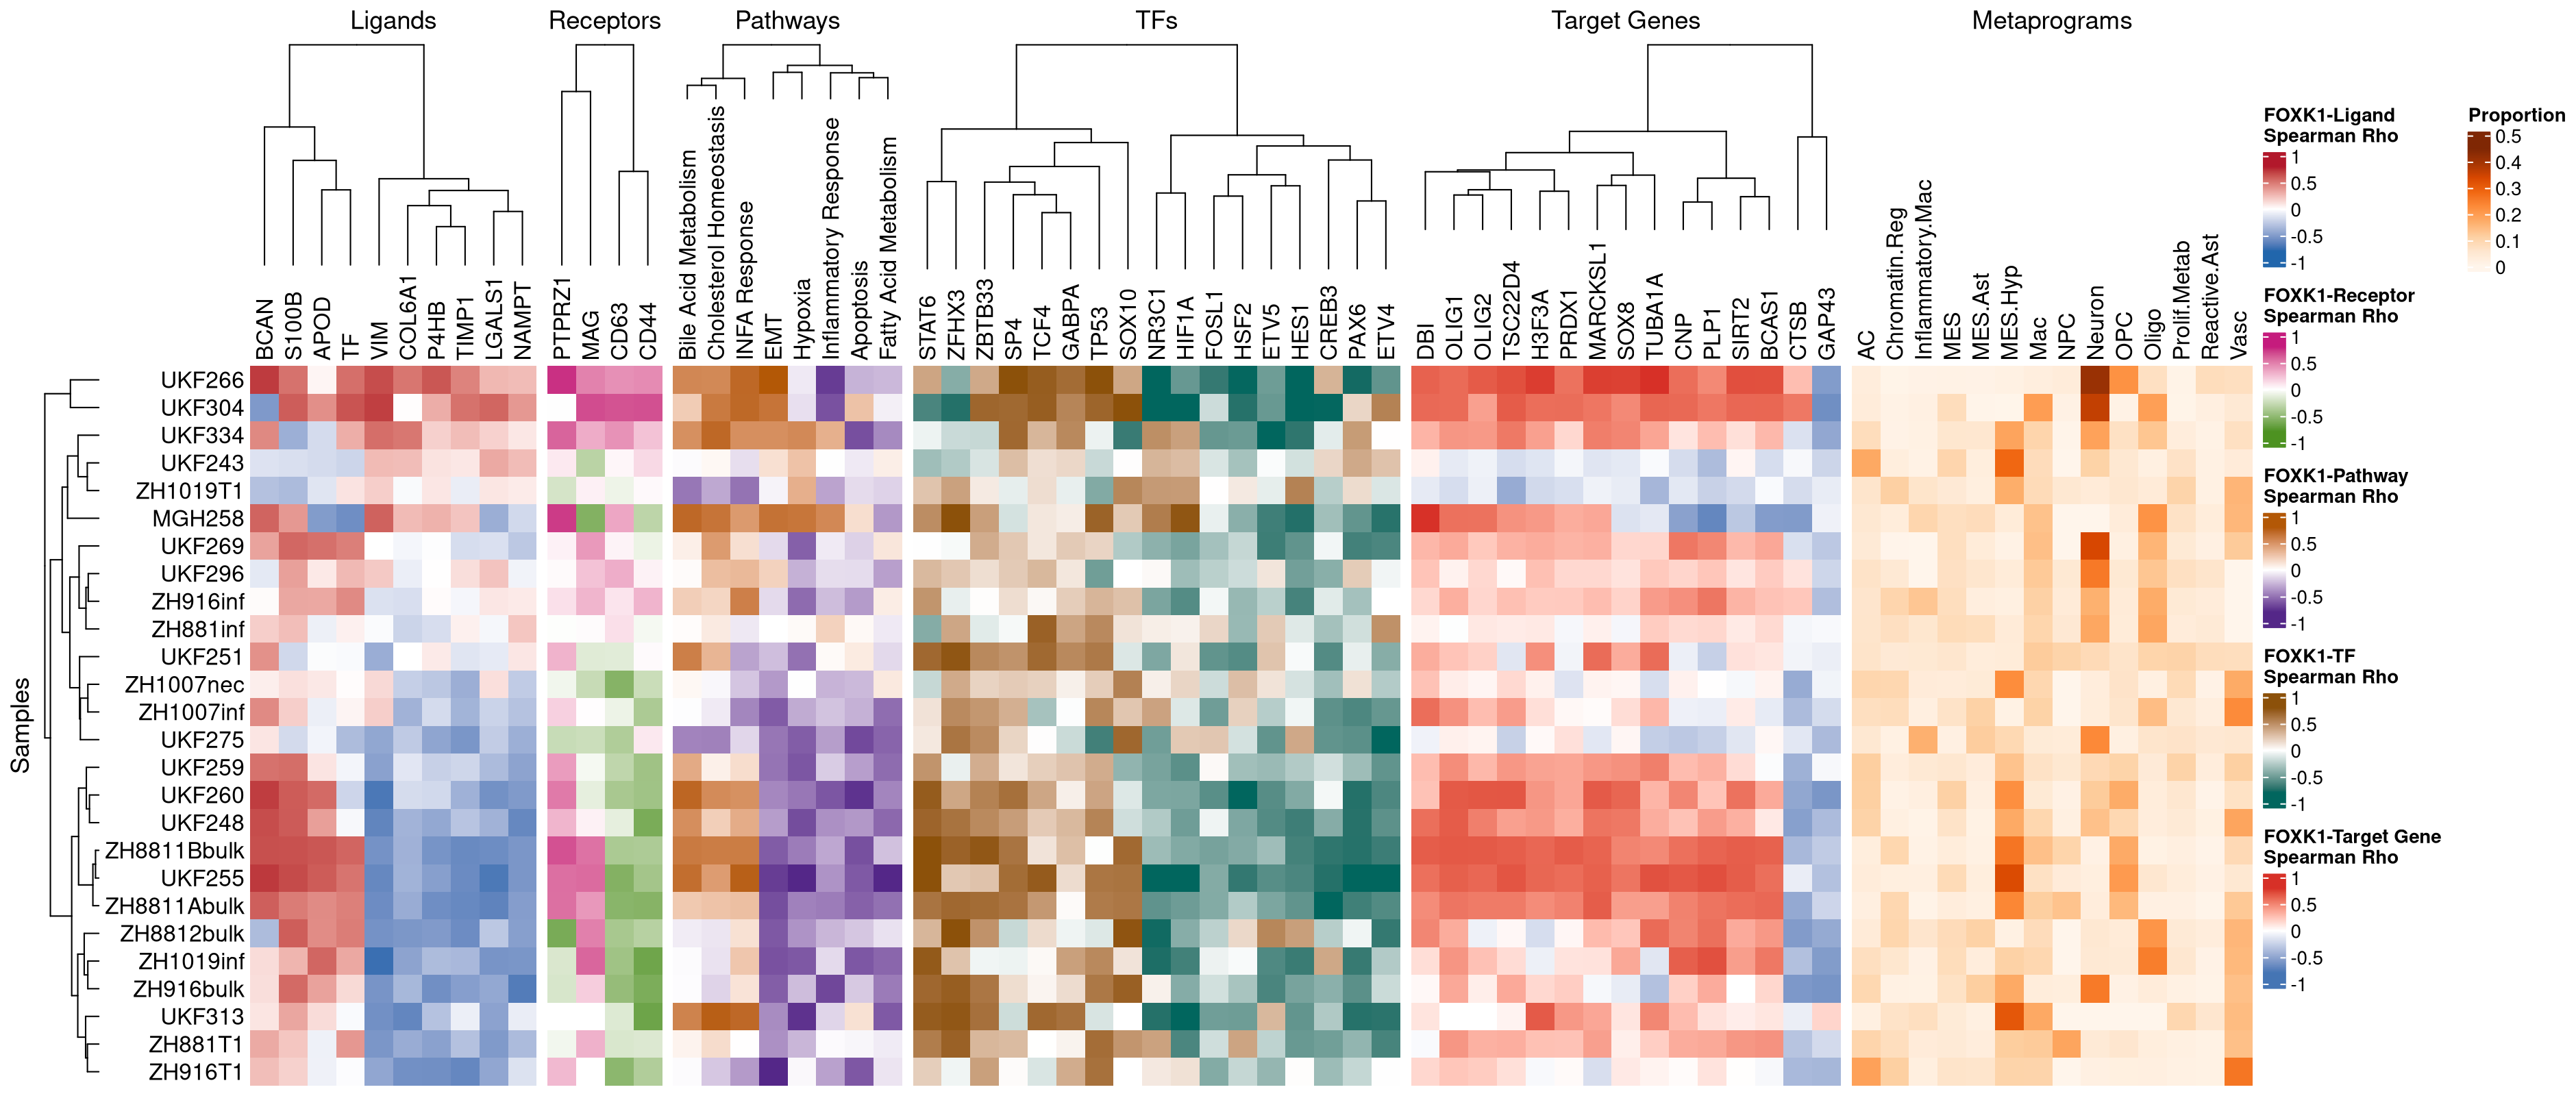 Ligands
Receptors
Pathways
TFs
Target Genes
Metaprograms
BCAN
S100B
APOD
TF
VIM
COL6A1
P4HB
TIMP1
LGALS1
NAMPT
PTPRZ1
MAG
CD63
CD44
Bile Acid Metabolism
Cholesterol Homeostasis
INFA Response
EMT
Hypoxia
Inflammatory Response
Apoptosis
Fatty Acid Metabolism
STAT6
ZFHX3
ZBTB33
SP4
TCF4
GABPA
TP53
SOX10
NR3C1
HIF1A
FOSL1
HSF2
ETV5
HES1
CREB3
PAX6
ETV4
DBI
OLIG1
OLIG2
TSC22D4
H3F3A
PRDX1
MARCKSL1
SOX8
TUBA1A
CNP
PLP1
SIRT2
BCAS1
CTSB
GAP43
AC
Chromatin.Reg
Inflammatory.Mac
MES
MES.Ast
MES.Hyp
Mac
NPC
Neuron
OPC
Oligo
Prolif.Metab
Reactive.Ast
Vasc
Samples
UKF266
UKF304
UKF334
UKF243
ZH1019T1
MGH258
UKF269
UKF296
ZH916inf
ZH881inf
UKF251
ZH1007nec
ZH1007inf
UKF275
UKF259
UKF260
UKF248
ZH8811Bbulk
UKF255
ZH8811Abulk
ZH8812bulk
ZH1019inf
ZH916bulk
UKF313
ZH881T1
ZH916T1
FOXK1-Ligand
Spearman Rho
1
0.5
0
-0.5
-1
FOXK1-Receptor
Spearman Rho
1
0.5
0
-0.5
-1
FOXK1-Pathway
Spearman Rho
1
0.5
0
-0.5
-1
FOXK1-TF
Spearman Rho
1
0.5
0
-0.5
-1
FOXK1-Target Gene
Spearman Rho
1
0.5
0
-0.5
-1
Proportion
0.5
0.4
0.3
0.2
0.1
0